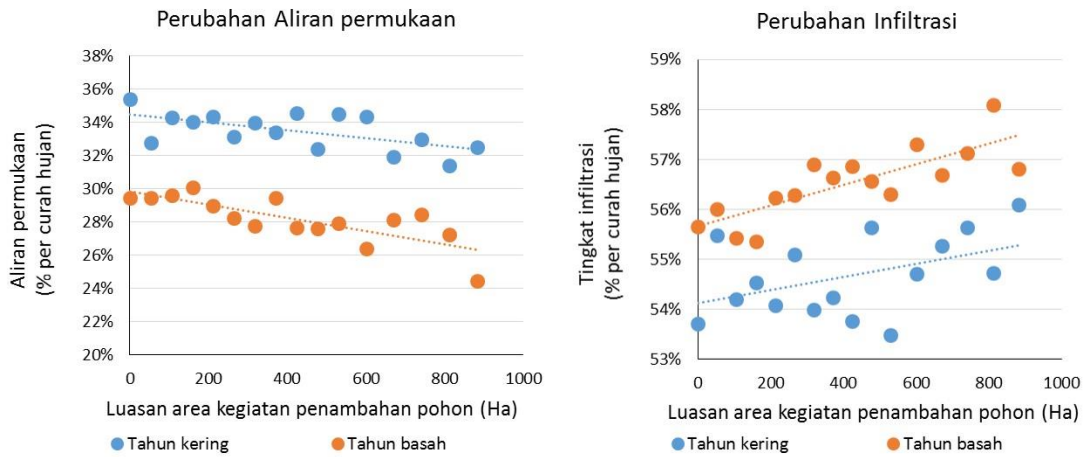 Perubahan Aliran permukaan
Aliran permukaan
(% per curah hujan)
38%
36%
34%
32%
30%
28%
26%
24%
22%
20%
0 200 400 600 800 1000
Luasan area kegiatan penambahan pohon (Ha)
Tahun kering Tahun basah
Perubahan Infiltrasi
Tingkat infiltrasi
(% per curah hujan)
59%
58%
57%
56%
55%
54%
53%
0 200 400 600 800 1000
Luasan area kegiatan penambahan pohon (Ha)
Tahun kering Tahun basah